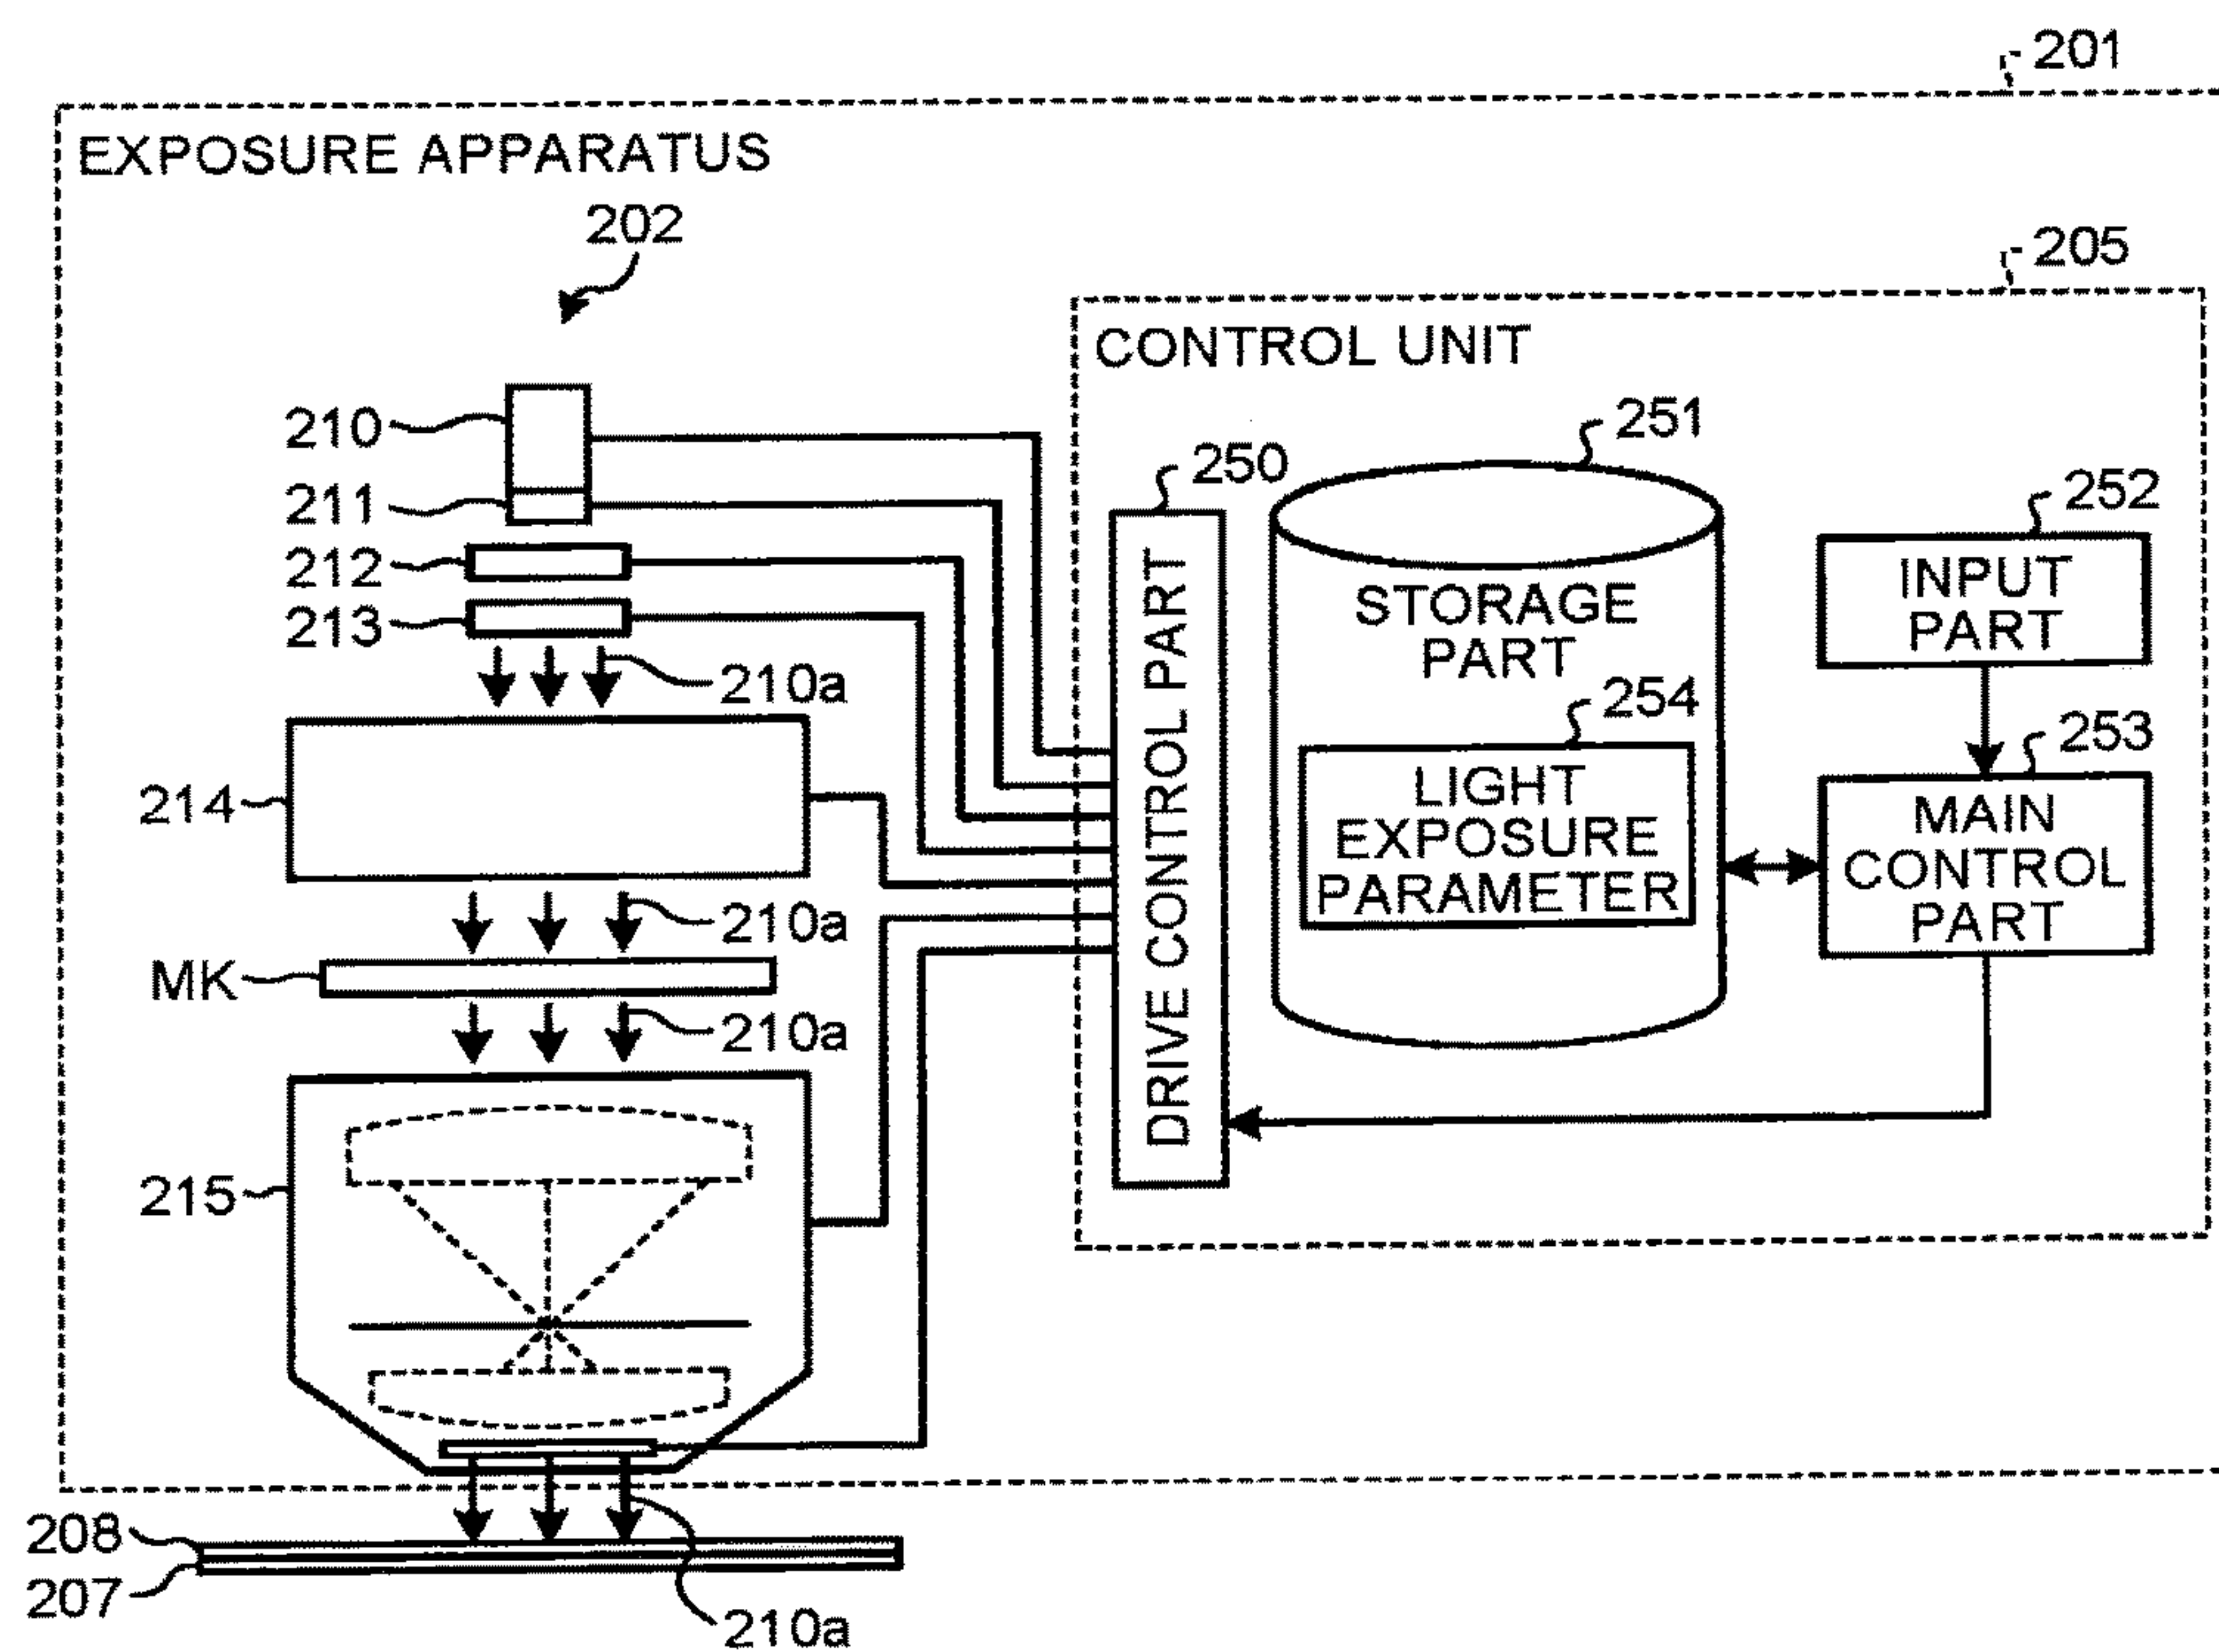 201
EXPOSURE APPARATUS
202
205
CONTROL UNIT
210
211
212
213
210a
214
210a
MK
210a
215
208
207
210a
250
DRIVE CONTROL PART
251
STORAGE
PART
254
LIGHT
EXPOSURE
PARAMETER
252
INPUT
PART
253
MAIN
CONTROL
PART